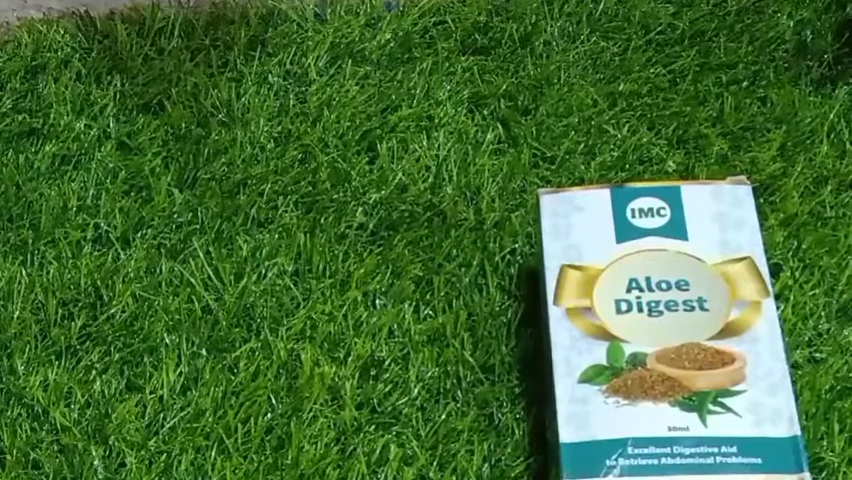 IMC
Aloe
Digest
30mL
Excellent Digestive Aid
to Retrieve Abdominal Problems